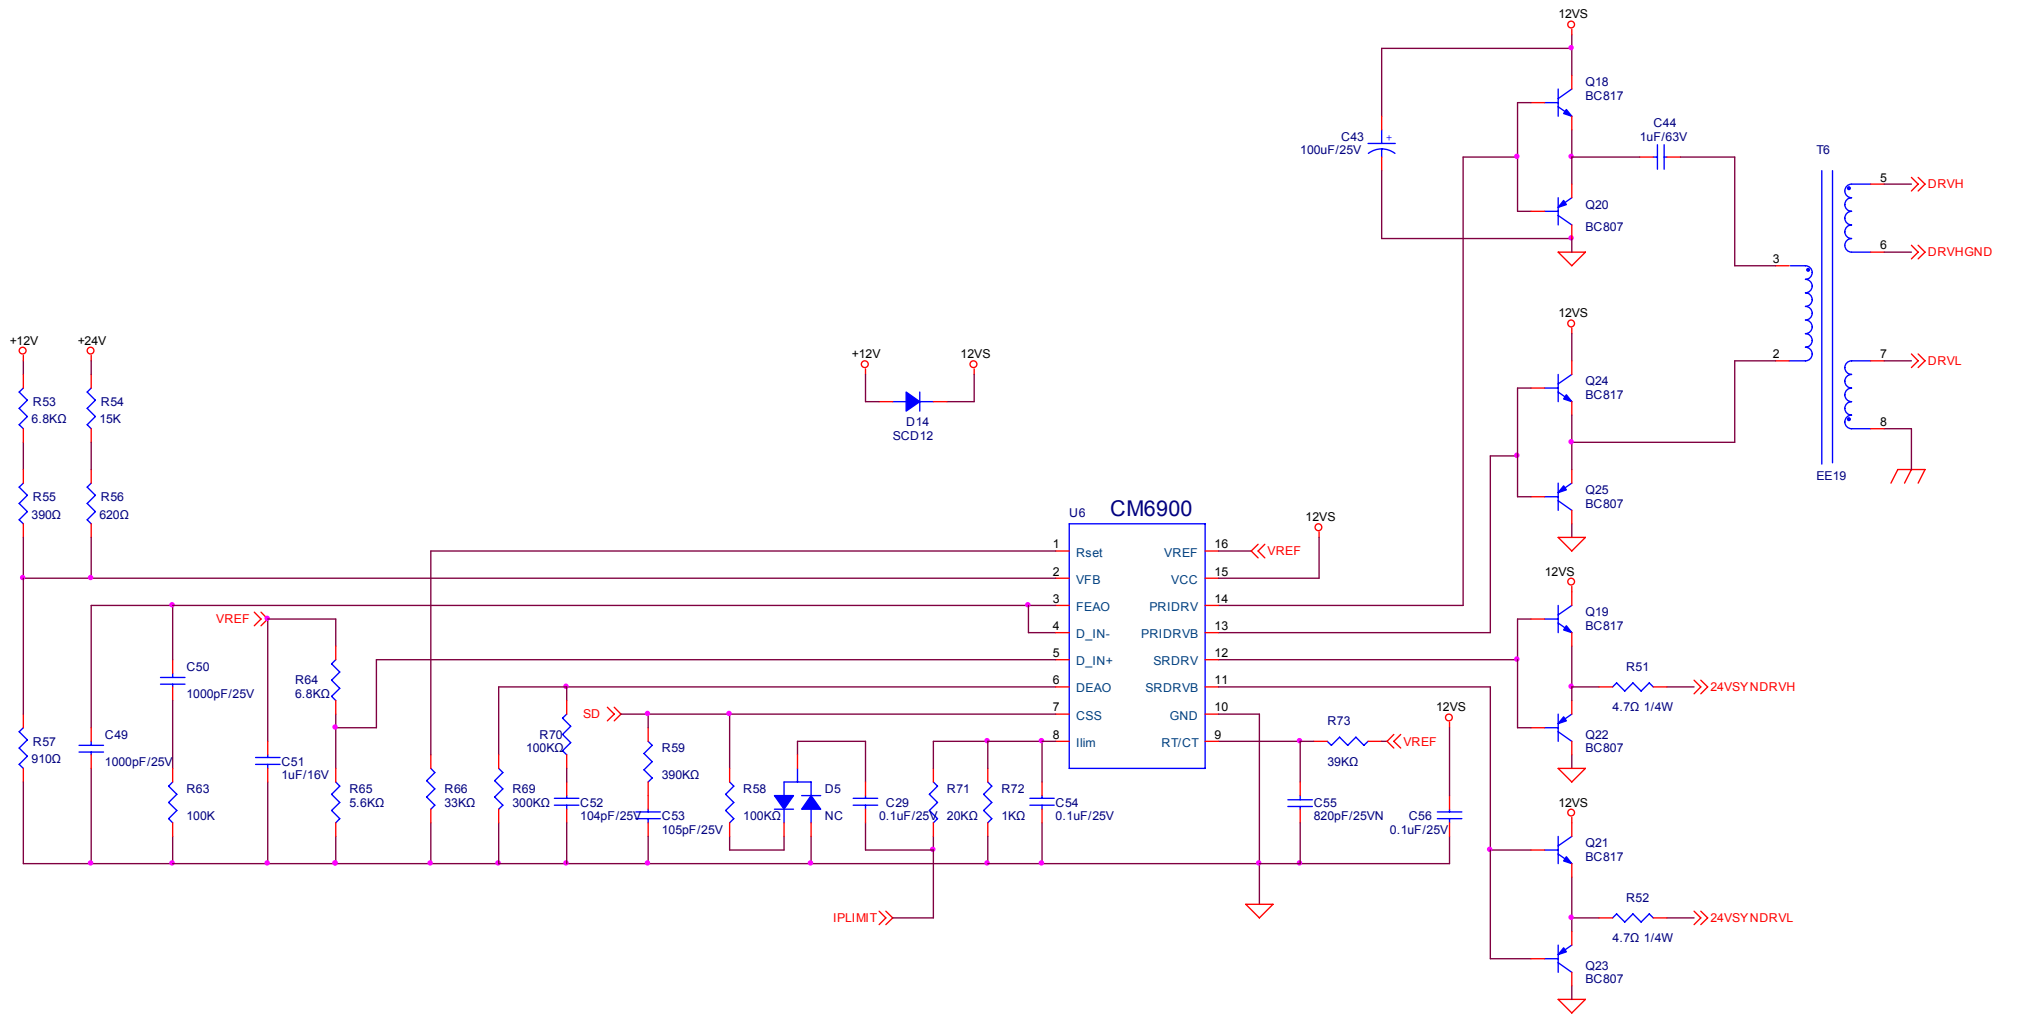 12VS
Q18
BC817
C43
+
100uF/25V
C44
1uF/63V
T6
5
DRVH
Q20
BC807
6
DRVHGND
3
12VS
2
7
DRVL
Q24
BC817
8
EE19
Q25
BC807
+12V
+24V
R53
6.8KΩ
R54
15K
R55
390Ω
R56
620Ω
+12V
12VS
D14
SCD12
U6
CM6900
12VS
1
Rset
VREF
16
VREF
2
VFB
VCC
15
3
FEAO
PRIDRV
14
4
D_IN-
PRIDRVB
13
5
D_IN+
SRDRV
12
6
DEAO
SRDRVB
11
7
CSS
GND
10
8
Ilim
RT/CT
9
12VS
Q19
BC817
R51
4.7Ω 1/4W
24VSYNDRVH
Q22
BC807
VREF
C50
1000pF/25V
R64
6.8KΩ
SD
R57
910Ω
C49
1000pF/25V
R63
100K
C51
1uF/16V
R65
5.6KΩ
R66
33KΩ
R69
300KΩ
R70
100KΩ
C52
104pF/25V
R59
390KΩ
C53
105pF/25V
R58
100KΩ
D5
NC
C29
0.1uF/25V
R71
20KΩ
R72
1KΩ
C54
0.1uF/25V
R73
39KΩ
VREF
12VS
C55
820pF/25VN
C56
0.1uF/25V
IPLIMIT
12VS
Q21
BC817
R52
4.7Ω 1/4W
24VSYNDRVL
Q23
BC807